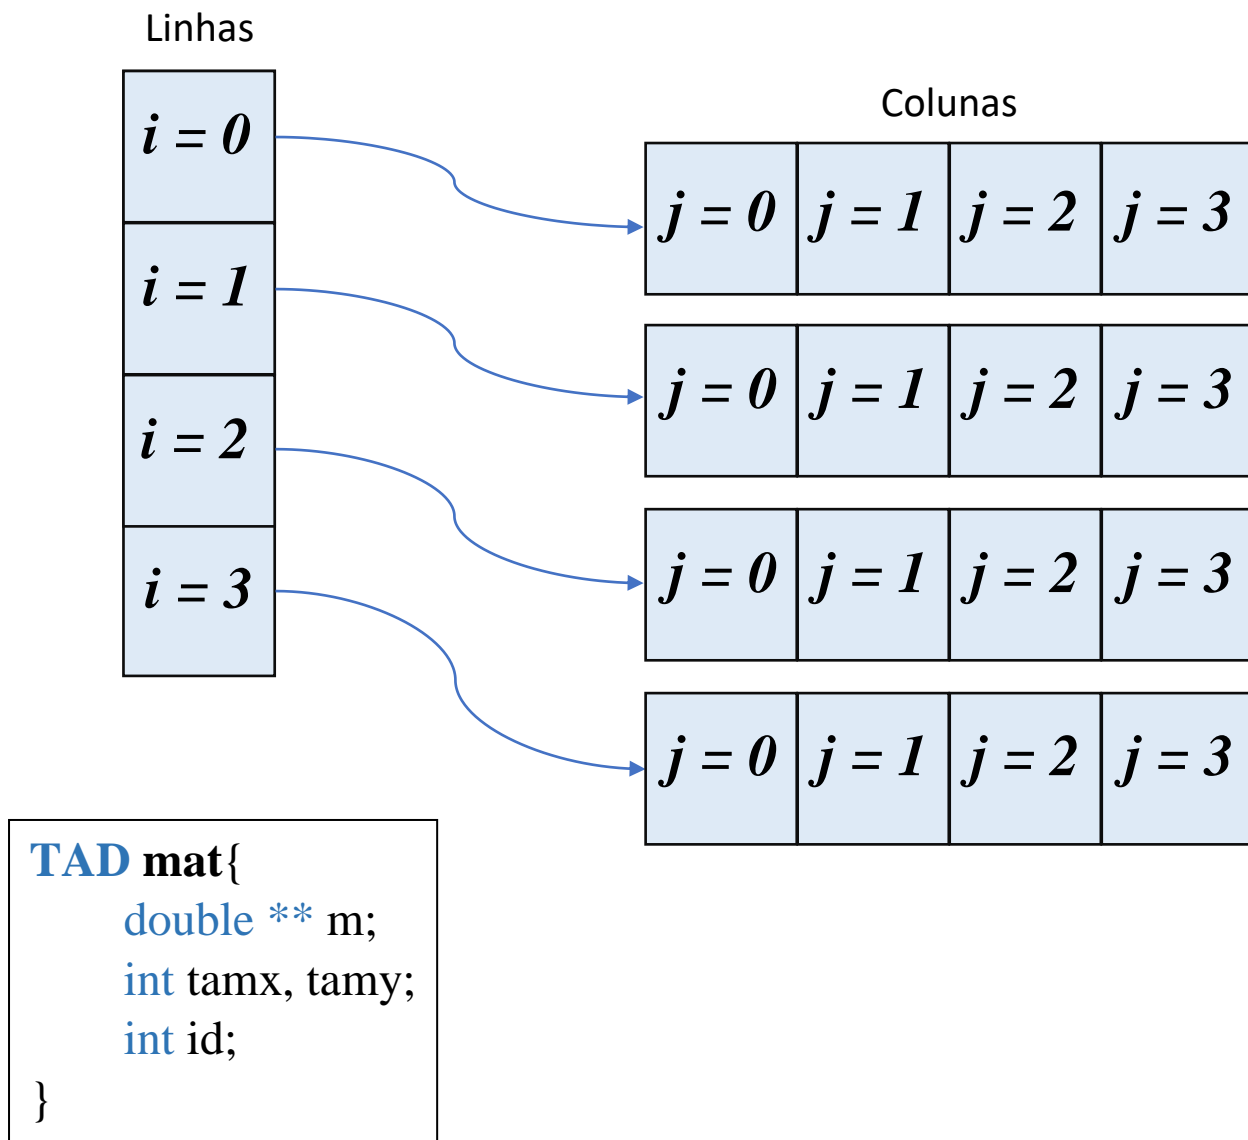 Linhas
i = 0
i = 1
i = 2
i = 3
Colunas
j = 0 j = 1 j = 2 j = 3
j = 0 j = 1 j = 2 j = 3
j = 0 j = 1 j = 2 j = 3
j = 0 j = 1 j = 2 j = 3
TAD mat{
double ** m;
int tamx, tamy;
int id;
}